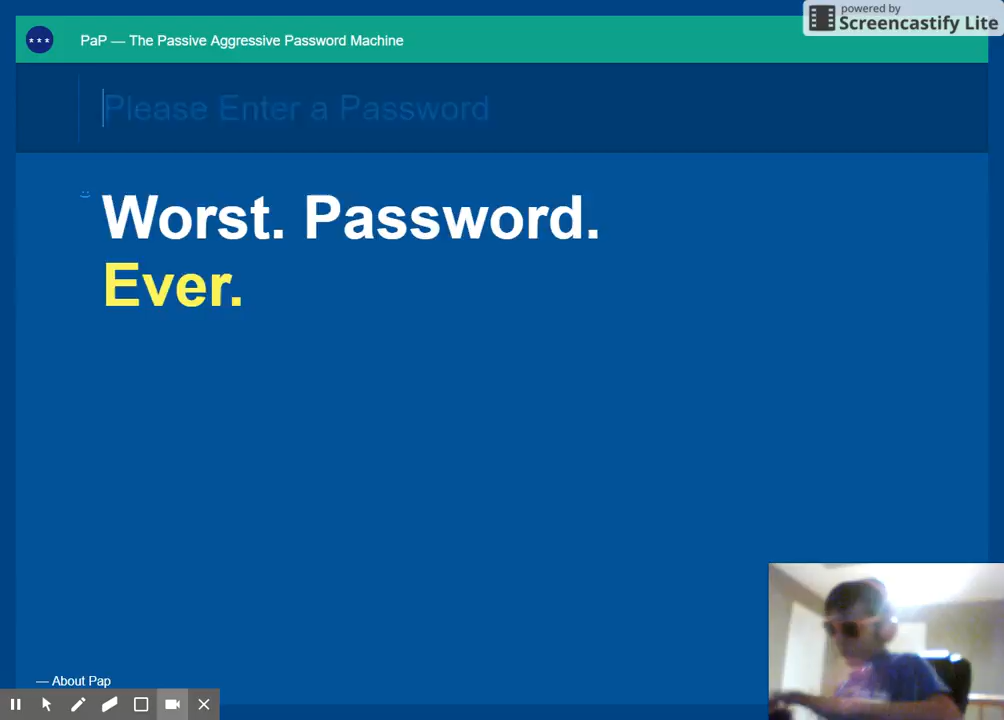 powered by
Screencastify Lite
*** PaP — The Passive Aggressive Password Machine
Please Enter a Password
:)
Worst. Password.
Ever.
— About Pap